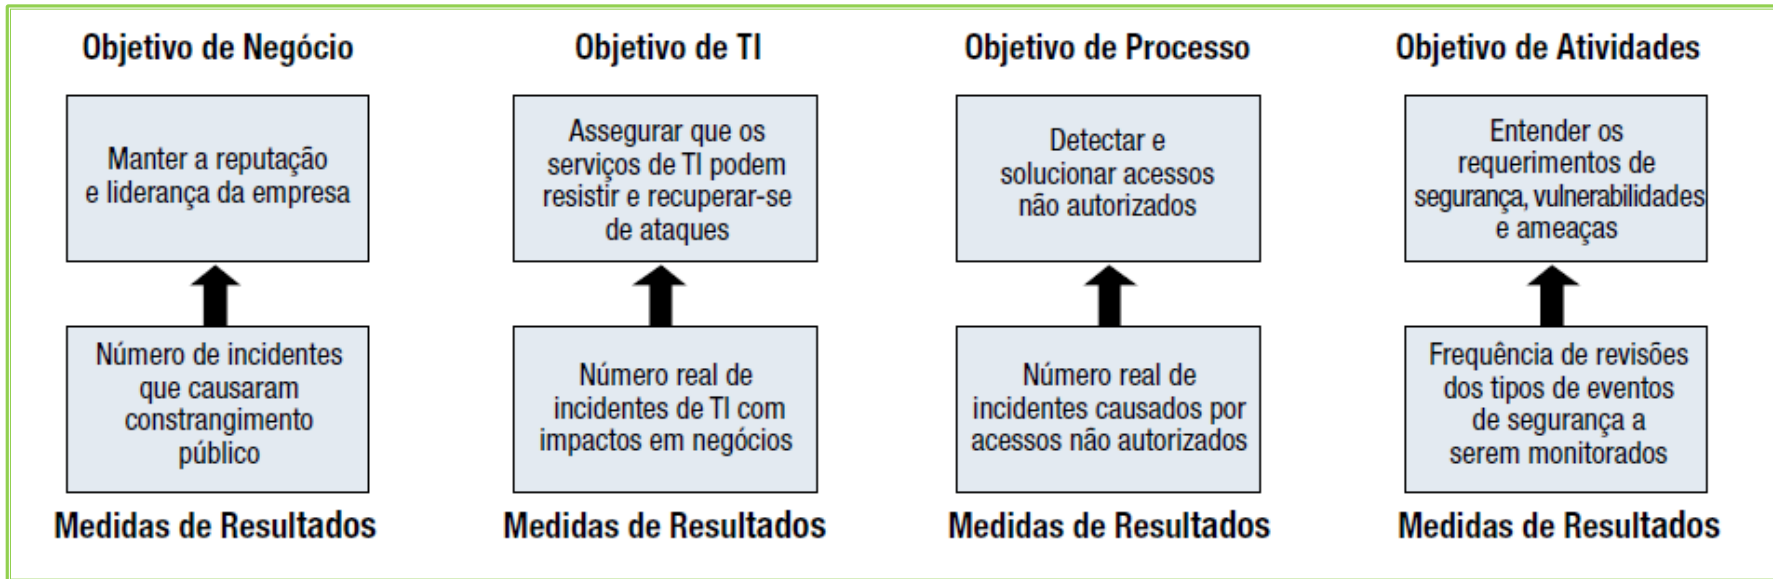 Objetivo de Negócio
Manter a reputação
e liderança da empresa
Número de incidentes
que causaram
constrangimento
público
Medidas de Resultados
Objetivo de TI
Assegurar que os
serviços de TI podem
resistir e recuperar-se
de ataques
Número real de
incidentes de TI com
impactos em negócios
Medidas de Resultados
Objetivo de Processo
Detectar e
solucionar acessos
não autorizados
Número real de
incidentes causados por
acessos não autorizados
Medidas de Resultados
Objetivo de Atividades
Entender os
requerimentos de
segurança, vulnerabilidades
e ameaças
Frequência de revisões
dos tipos de eventos
de segurança a
serem monitorados
Medidas de Resultados